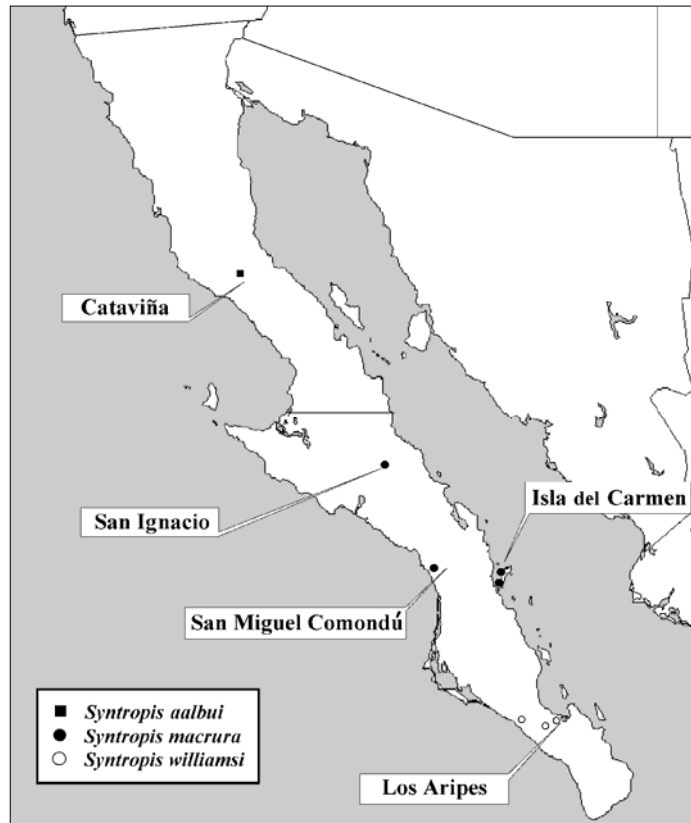 Cataviña
San Ignacio
Isla del Carmen
San Miguel Comondú
Syntropis aalbui
Syntropis macrura
Syntropis williamsi
Los Aripes